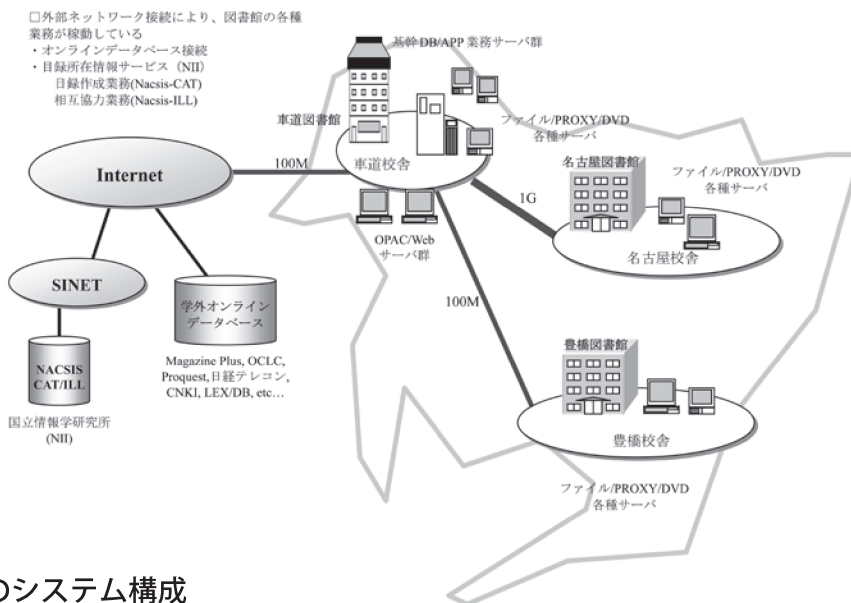 □外部ネットワーク接続により、図書館の各種
業務が稼動している
・オンラインデータベース接続
・目録所在情報サービス（NII）
目録作成業務(Nacsis-CAT)
相互協力業務(Nacsis-ILL)
基幹DB/APP業務サーバ群
車道図書館
ファイル/PROXY/DVD
各種サーバ
車道校舎
100M
Internet
名古屋図書館
ファイル/PROXY/DVD
各種サーバ
1G
OPAC/Web
サーバ群
名古屋校舎
SINET
学外オンライン
データベース
100M
NACSIS
CAT/ILL
Magazine Plus, OCLC,
Proquest,日経テレコン,
CNKI, LEX/DB, etc…
国立情報学研究所
(NII)
豊橋図書館
豊橋校舎
ファイル/PROXY/DVD
各種サーバ
のシステム構成